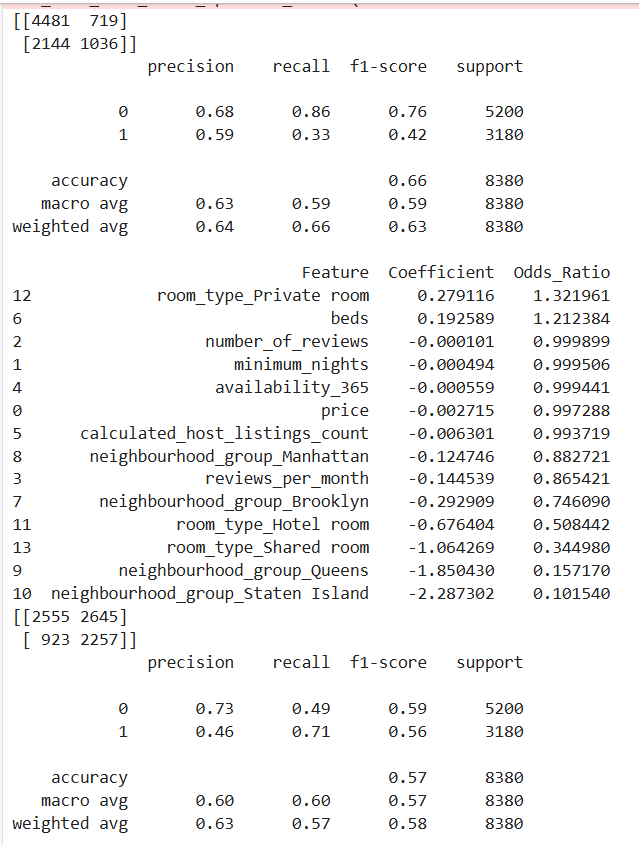 [[4481  719]
 [2144 1036]]
              precision    recall  f1-score   support

           0       0.68      0.86      0.76      5200
           1       0.59      0.33      0.42      3180

    accuracy                           0.66      8380
   macro avg       0.63      0.59      0.59      8380
weighted avg       0.64      0.66      0.63      8380

                              Feature  Coefficient  Odds_Ratio
12             room_type_Private room     0.279116    1.321961
6                                beds     0.192589    1.212384
2                   number_of_reviews    -0.000101    0.999899
1                      minimum_nights    -0.000494    0.999506
4                    availability_365    -0.000559    0.999441
0                               price    -0.002715    0.997288
5      calculated_host_listings_count    -0.006301    0.993719
8       neighbourhood_group_Manhattan    -0.124746    0.882721
3                   reviews_per_month    -0.144539    0.865421
7        neighbourhood_group_Brooklyn    -0.292909    0.746090
11               room_type_Hotel room    -0.676404    0.508442
13              room_type_Shared room    -1.064269    0.344980
9          neighbourhood_group_Queens    -1.850430    0.157170
10  neighbourhood_group_Staten Island    -2.287302    0.101540
[[2555 2645]
 [ 923 2257]]
              precision    recall  f1-score   support

           0       0.73      0.49      0.59      5200
           1       0.46      0.71      0.56      3180

    accuracy                           0.57      8380
   macro avg       0.60      0.60      0.57      8380
weighted avg       0.63      0.57      0.58      8380